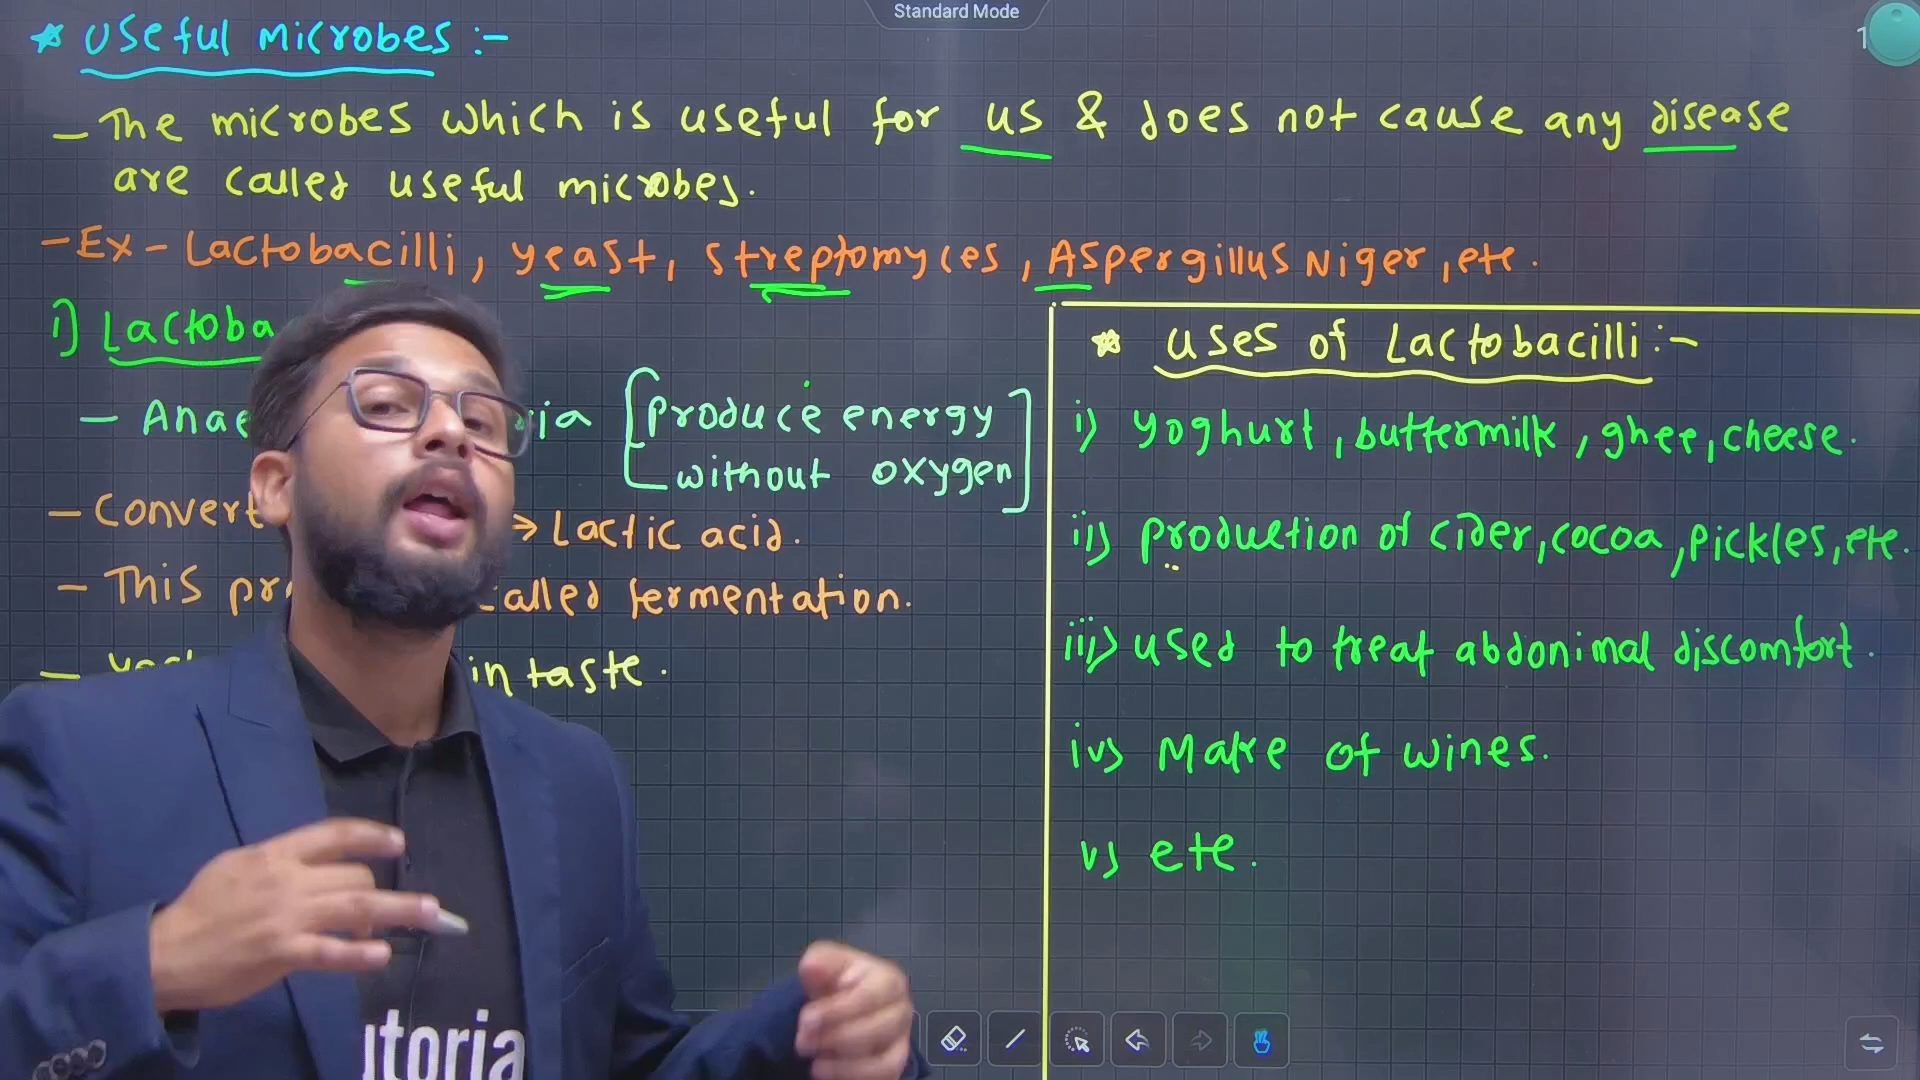 Standard Mode
1
* Useful microbes :-
- The microbes which is useful for us & does not cause any disease
are called useful microbes.
- Ex - Lactobacilli, yeast, Streptomyces, Aspergillus Niger, etc.
i) Lactoba
- Anae ia [produce energy
without oxygen]
- Convert → Lactic acid.
- This pr called fermentation.
- in taste.
* Uses of Lactobacilli :-
i) yoghurt, buttermilk, ghee, cheese.
ii) production of cider, cocoa, pickles, etc.
iii) used to treat abdonimal discomfort.
iv) Make of wines.
v) etc.
utoria